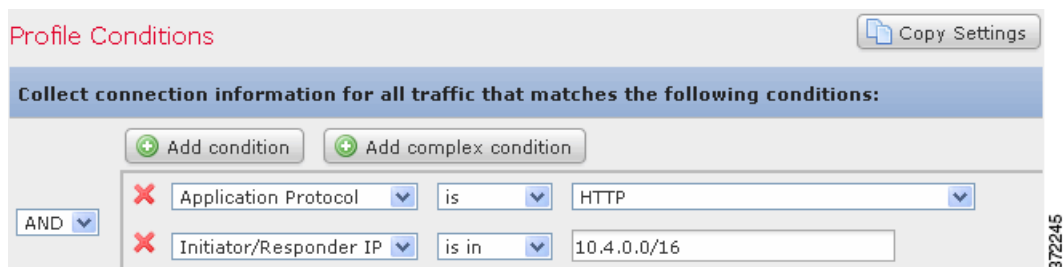 Profile Conditions
Copy Settings
Collect connection information for all traffic that matches the following conditions:
Add condition
Add complex condition
AND
Application Protocol
is
HTTP
Initiator/Responder IP
is in
10.4.0.0/16
372245